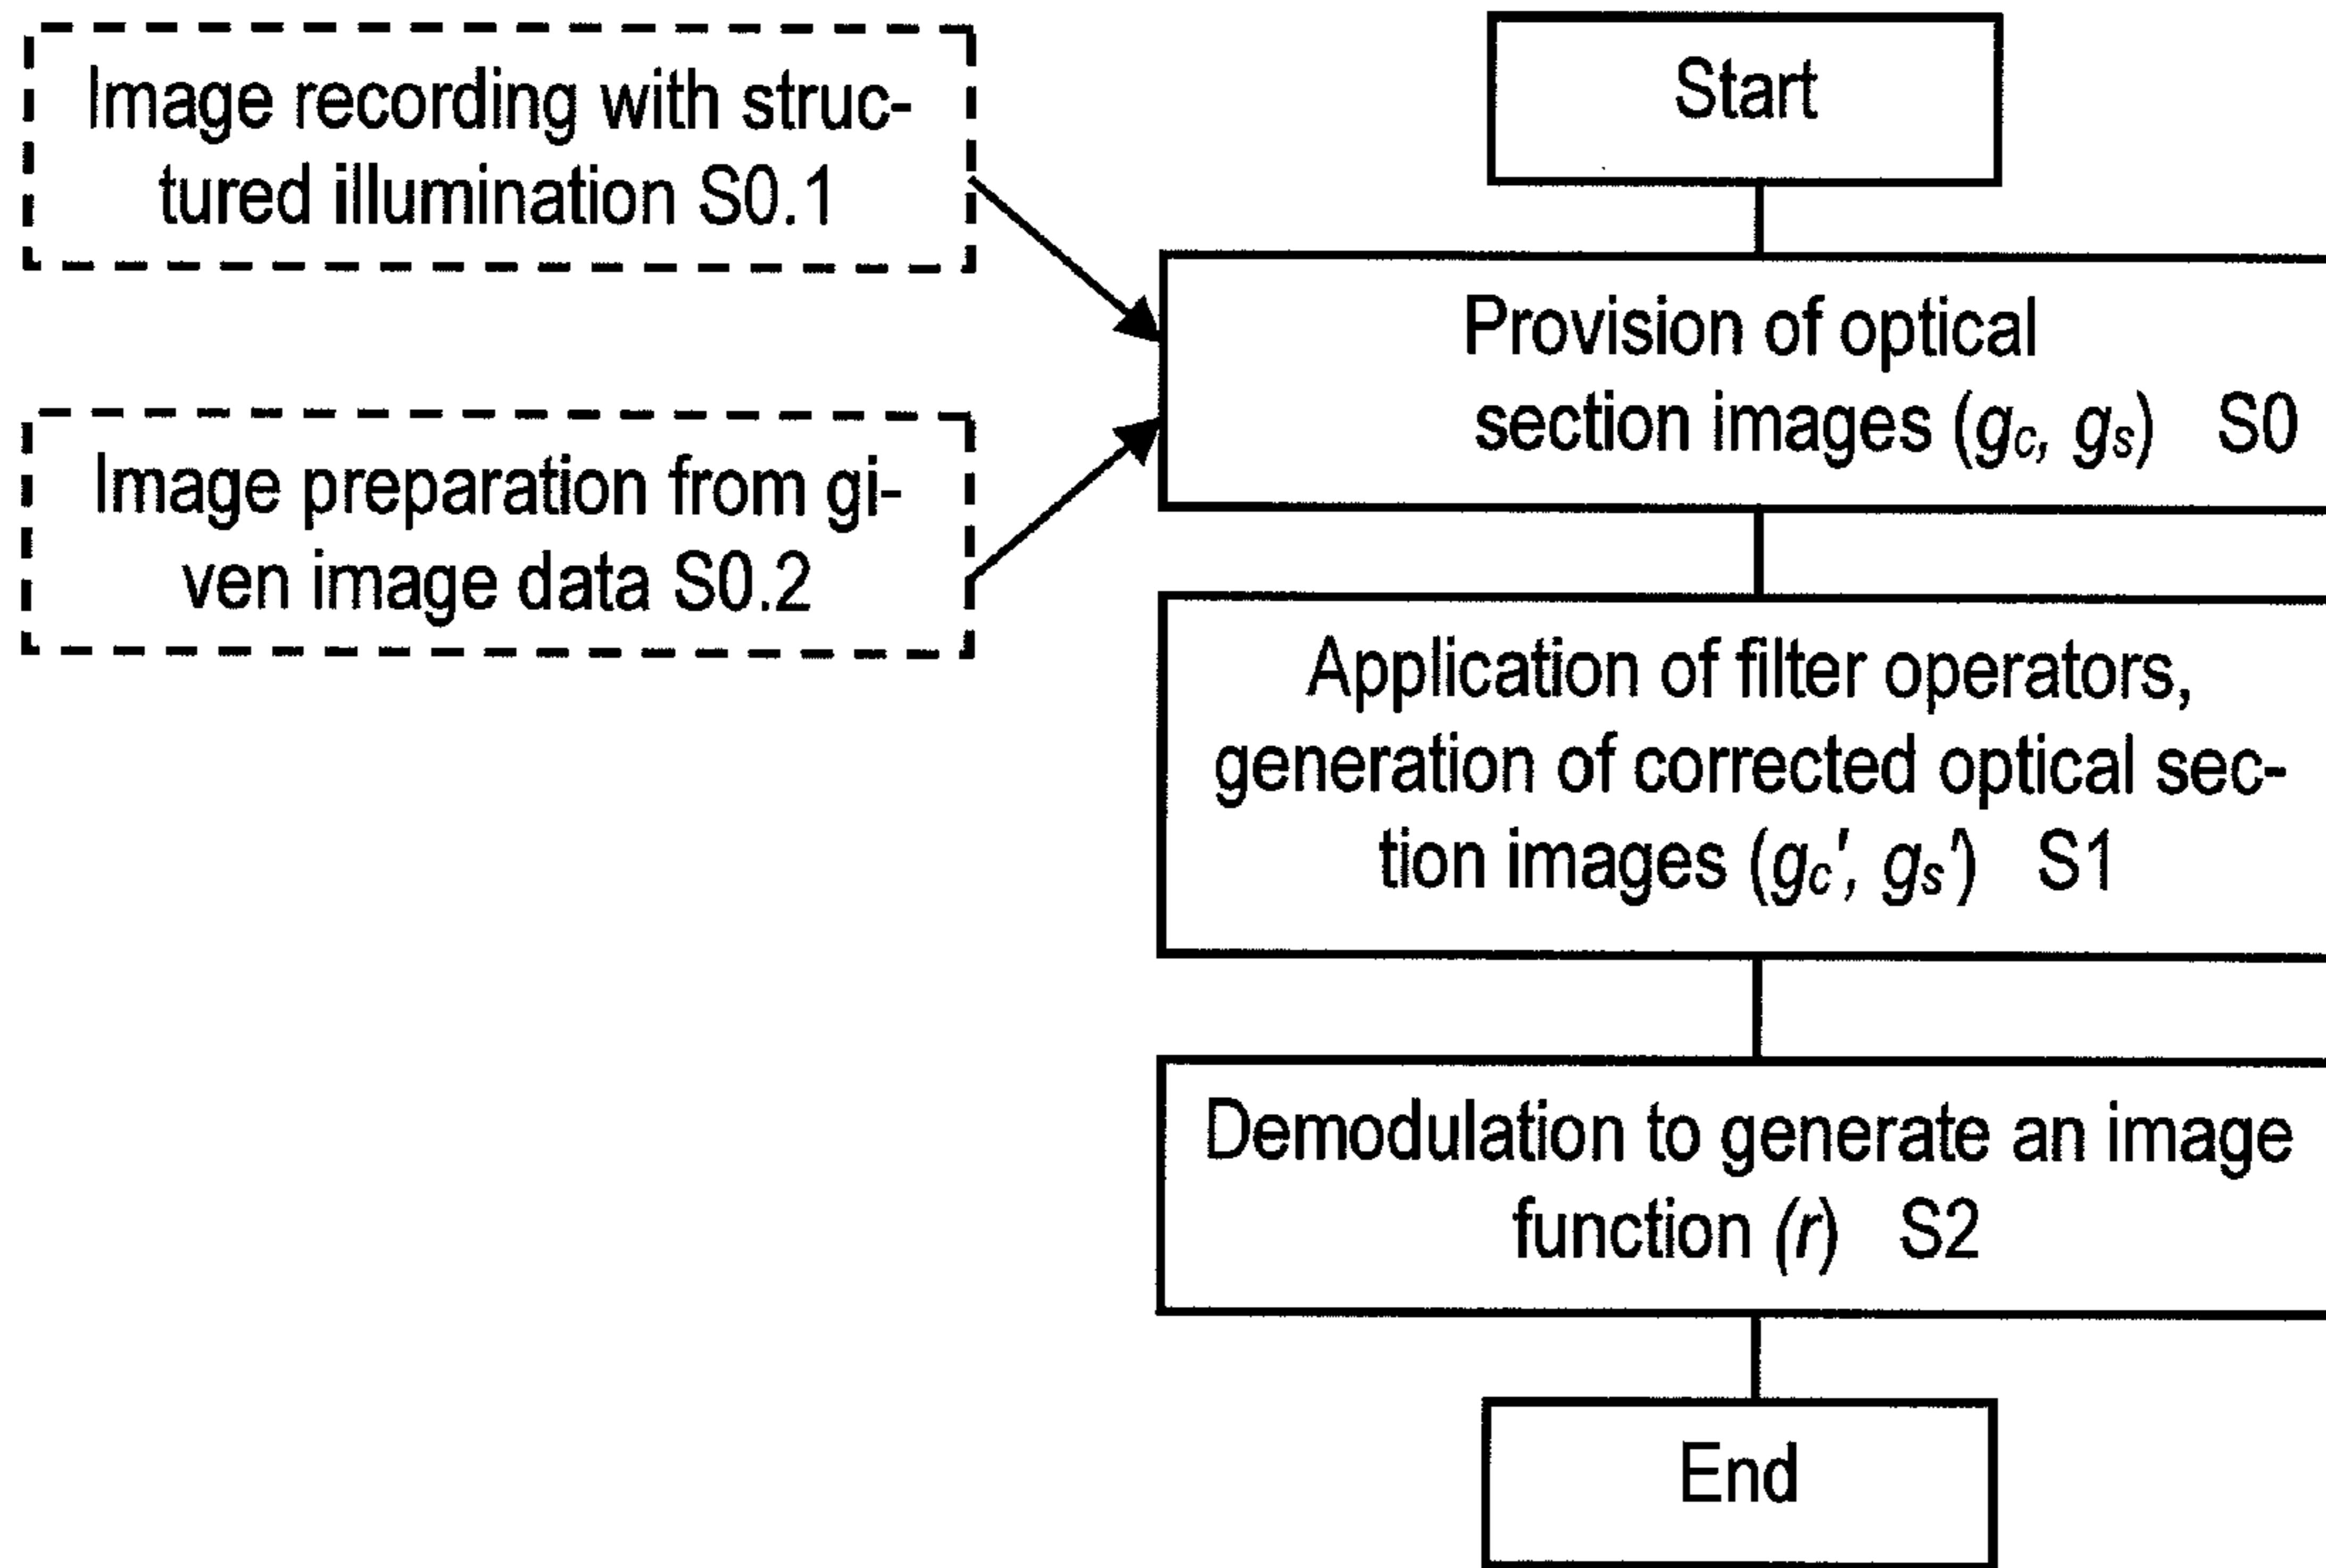 Image recording with struc-
tured illumination S0.1
Start
Provision of optical
section images (gc, gs) S0
Image preparation from gi-
ven image data S0.2
Application of filter operators,
generation of corrected optical sec-
tion images (gc', gs') S1
Demodulation to generate an image
function (r) S2
End